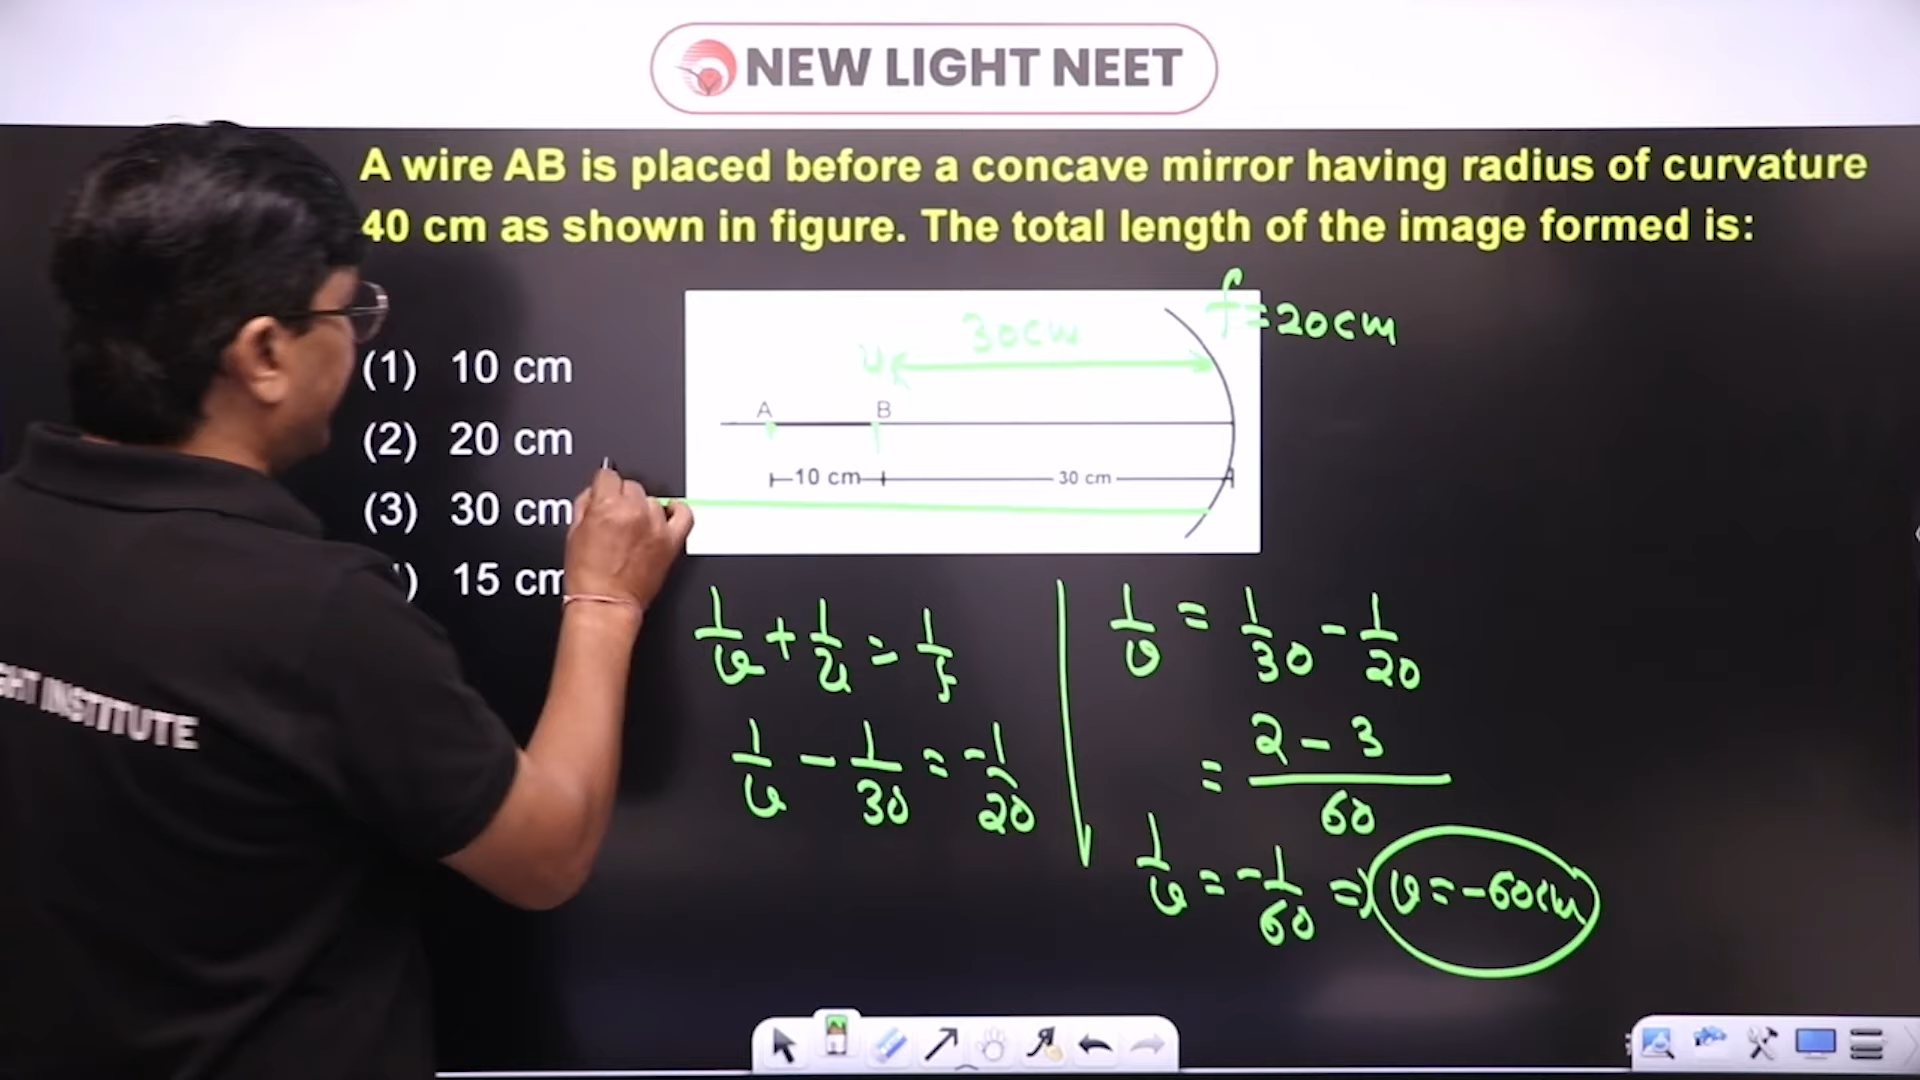 NEW LIGHT NEET
A wire AB is placed before a concave mirror having radius of curvature
40 cm as shown in figure. The total length of the image formed is:
f=20cm
30cm
u
(1) 10 cm
A B
(2) 20 cm
10 cm 30 cm
(3) 30 cm
) 15 cm
1/v + 1/u = 1/f
1/v - 1/30 = -1/20
1/v = 1/30 - 1/20
= 2 - 3 / 60
1/v = -1/60 => v = -60cm
GHT INSTITUTE